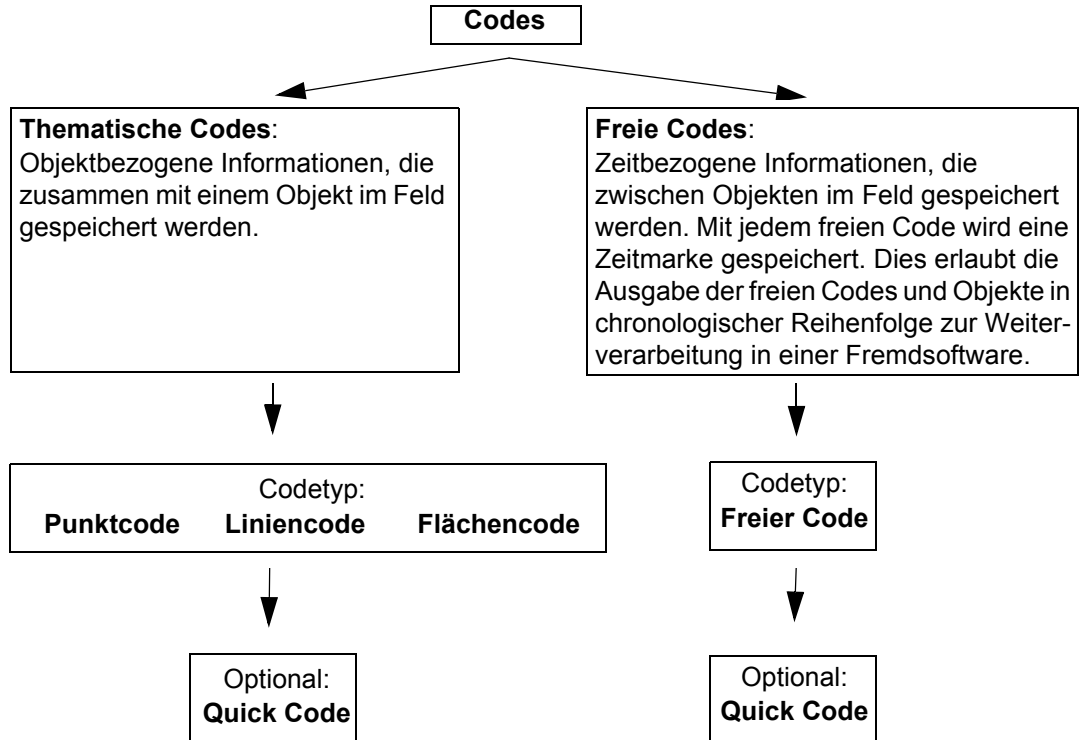 Codes
Thematische Codes:
Objektbezogene Informationen, die
zusammen mit einem Objekt im Feld
gespeichert werden.
Freie Codes:
Zeitbezogene Informationen, die
zwischen Objekten im Feld gespeichert
werden. Mit jedem freien Code wird eine
Zeitmarke gespeichert. Dies erlaubt die
Ausgabe der freien Codes und Objekte in
chronologischer Reihenfolge zur Weiter-
verarbeitung in einer Fremdsoftware.
Codetyp:
Punktcode Liniencode Flächencode
Codetyp:
Freier Code
Optional:
Quick Code
Optional:
Quick Code